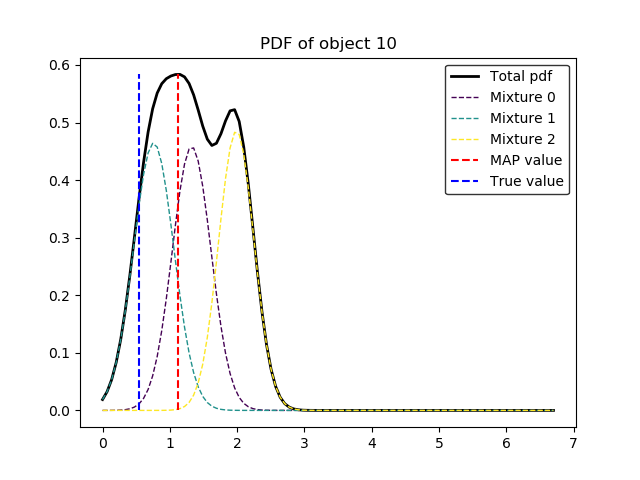 PDF of object 10
0.6
0.5
0.4
0.3
0.2
0.1
0.0
0 1 2 3 4 5 6 7
Total pdf
Mixture 0
Mixture 1
Mixture 2
MAP value
True value